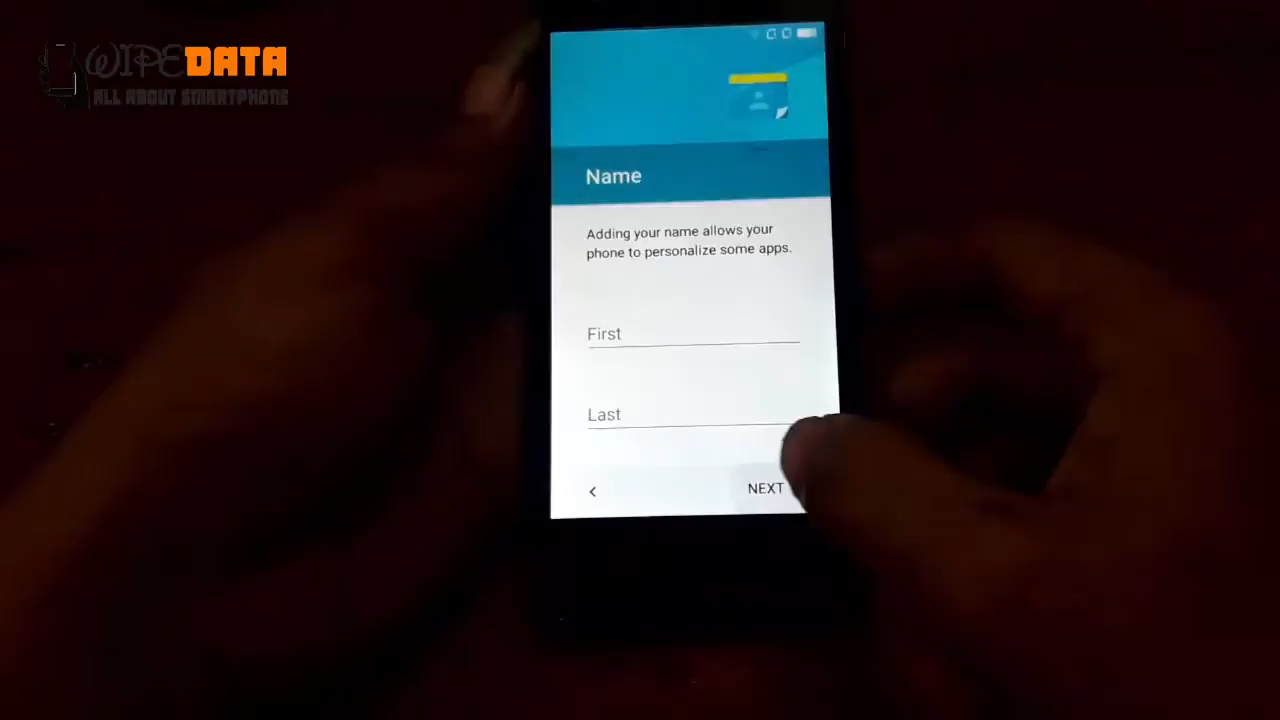 WIPEDATA
ALL ABOUT SMARTPHONE
Name
Adding your name allows your
phone to personalize some apps.
First
Last
<
NEXT